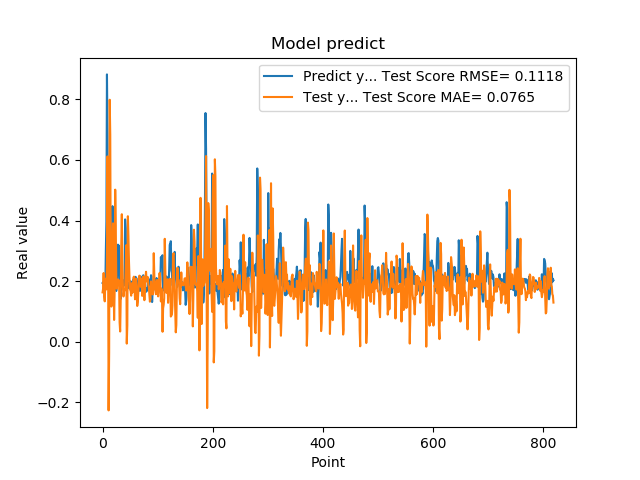 Model predict
Predict y... Test Score RMSE= 0.1118
Test y... Test Score MAE= 0.0765
Real value
0.8
0.6
0.4
0.2
0.0
−0.2
0 200 400 600 800
Point